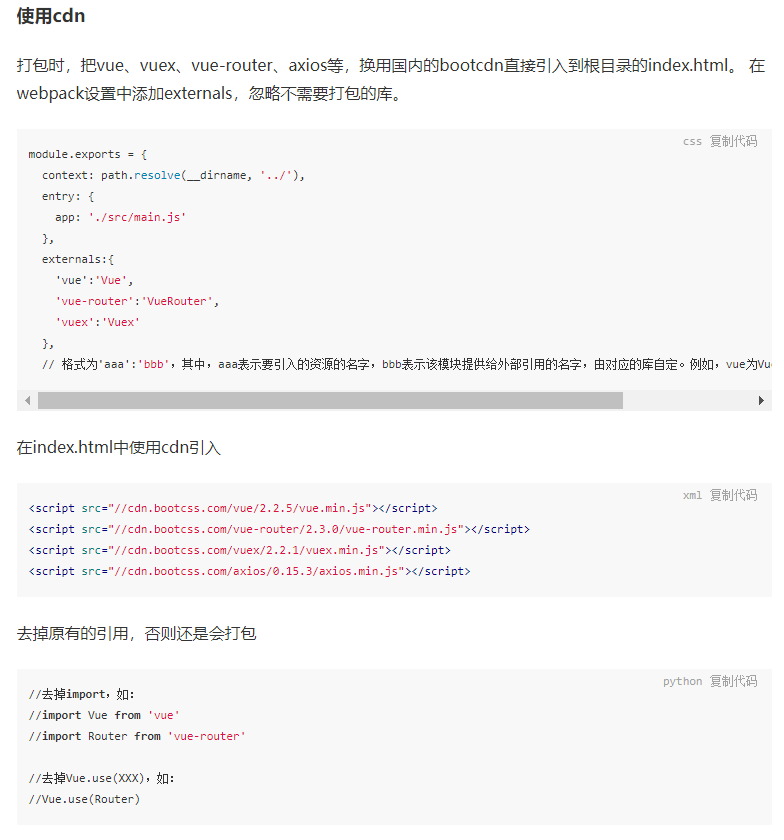 使用cdn
打包时，把vue、vuex、vue-router、axios等，换用国内的bootcdn直接引入到根目录的index.html。 在
webpack设置中添加externals，忽略不需要打包的库。
css 复制代码
module.exports = {
  context: path.resolve(__dirname, '../'),
  entry: {
    app: './src/main.js'
  },
  externals:{
    'vue':'Vue',
    'vue-router':'VueRouter',
    'vuex':'Vuex'
  },
  // 格式为'aaa':'bbb'，其中，aaa表示要引入的资源的名字，bbb表示该模块提供给外部引用的名字，由对应的库自定。例如，vue为Vu
在index.html中使用cdn引入
xml 复制代码
<script src="//cdn.bootcss.com/vue/2.2.5/vue.min.js"></script>
<script src="//cdn.bootcss.com/vue-router/2.3.0/vue-router.min.js"></script>
<script src="//cdn.bootcss.com/vuex/2.2.1/vuex.min.js"></script>
<script src="//cdn.bootcss.com/axios/0.15.3/axios.min.js"></script>
去掉原有的引用，否则还是会打包
python 复制代码
//去掉import，如：
//import Vue from 'vue'
//import Router from 'vue-router'
//去掉Vue.use(XXX)，如：
//Vue.use(Router)